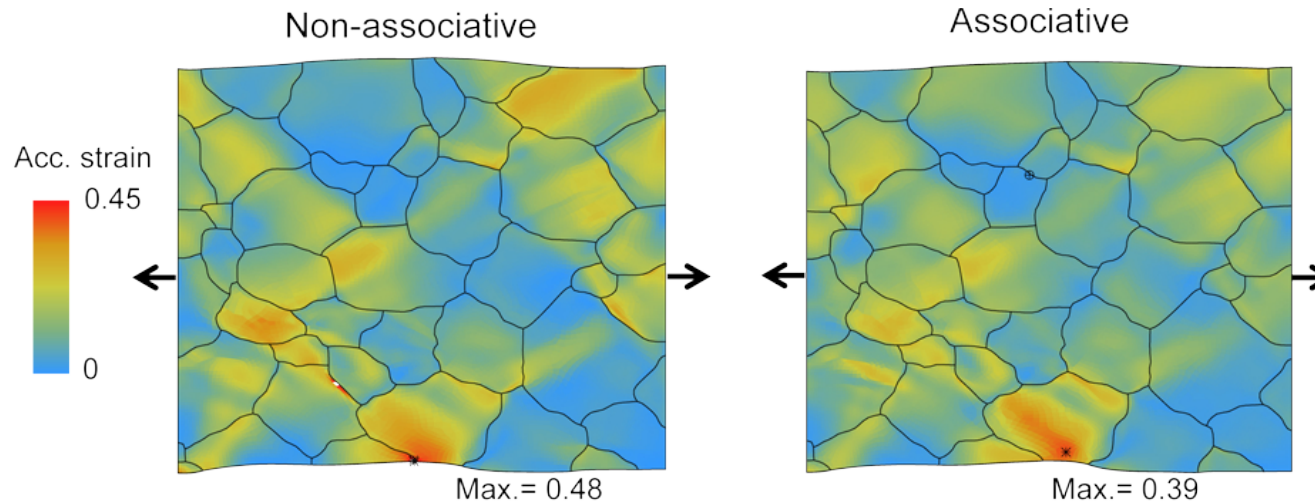 Non-associative
Associative
Acc. strain
0.45
0
Max.= 0.48
Max.= 0.39